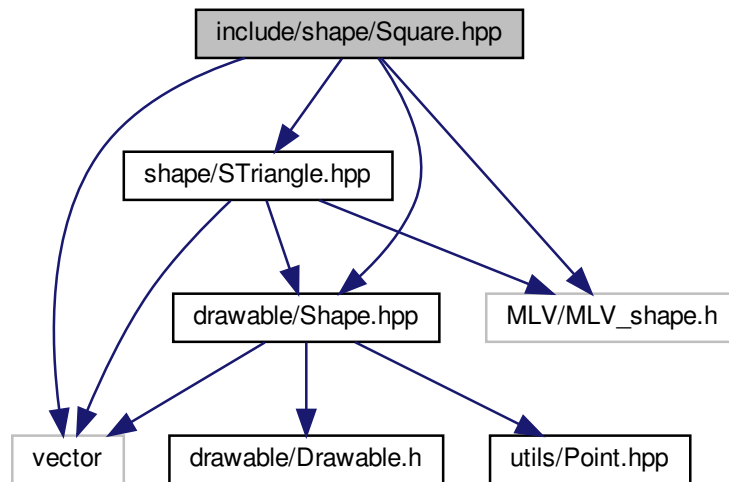 include/shape/Square.hpp
shape/STriangle.hpp
drawable/Shape.hpp
MLV/MLV_shape.h
vector
drawable/Drawable.h
utils/Point.hpp